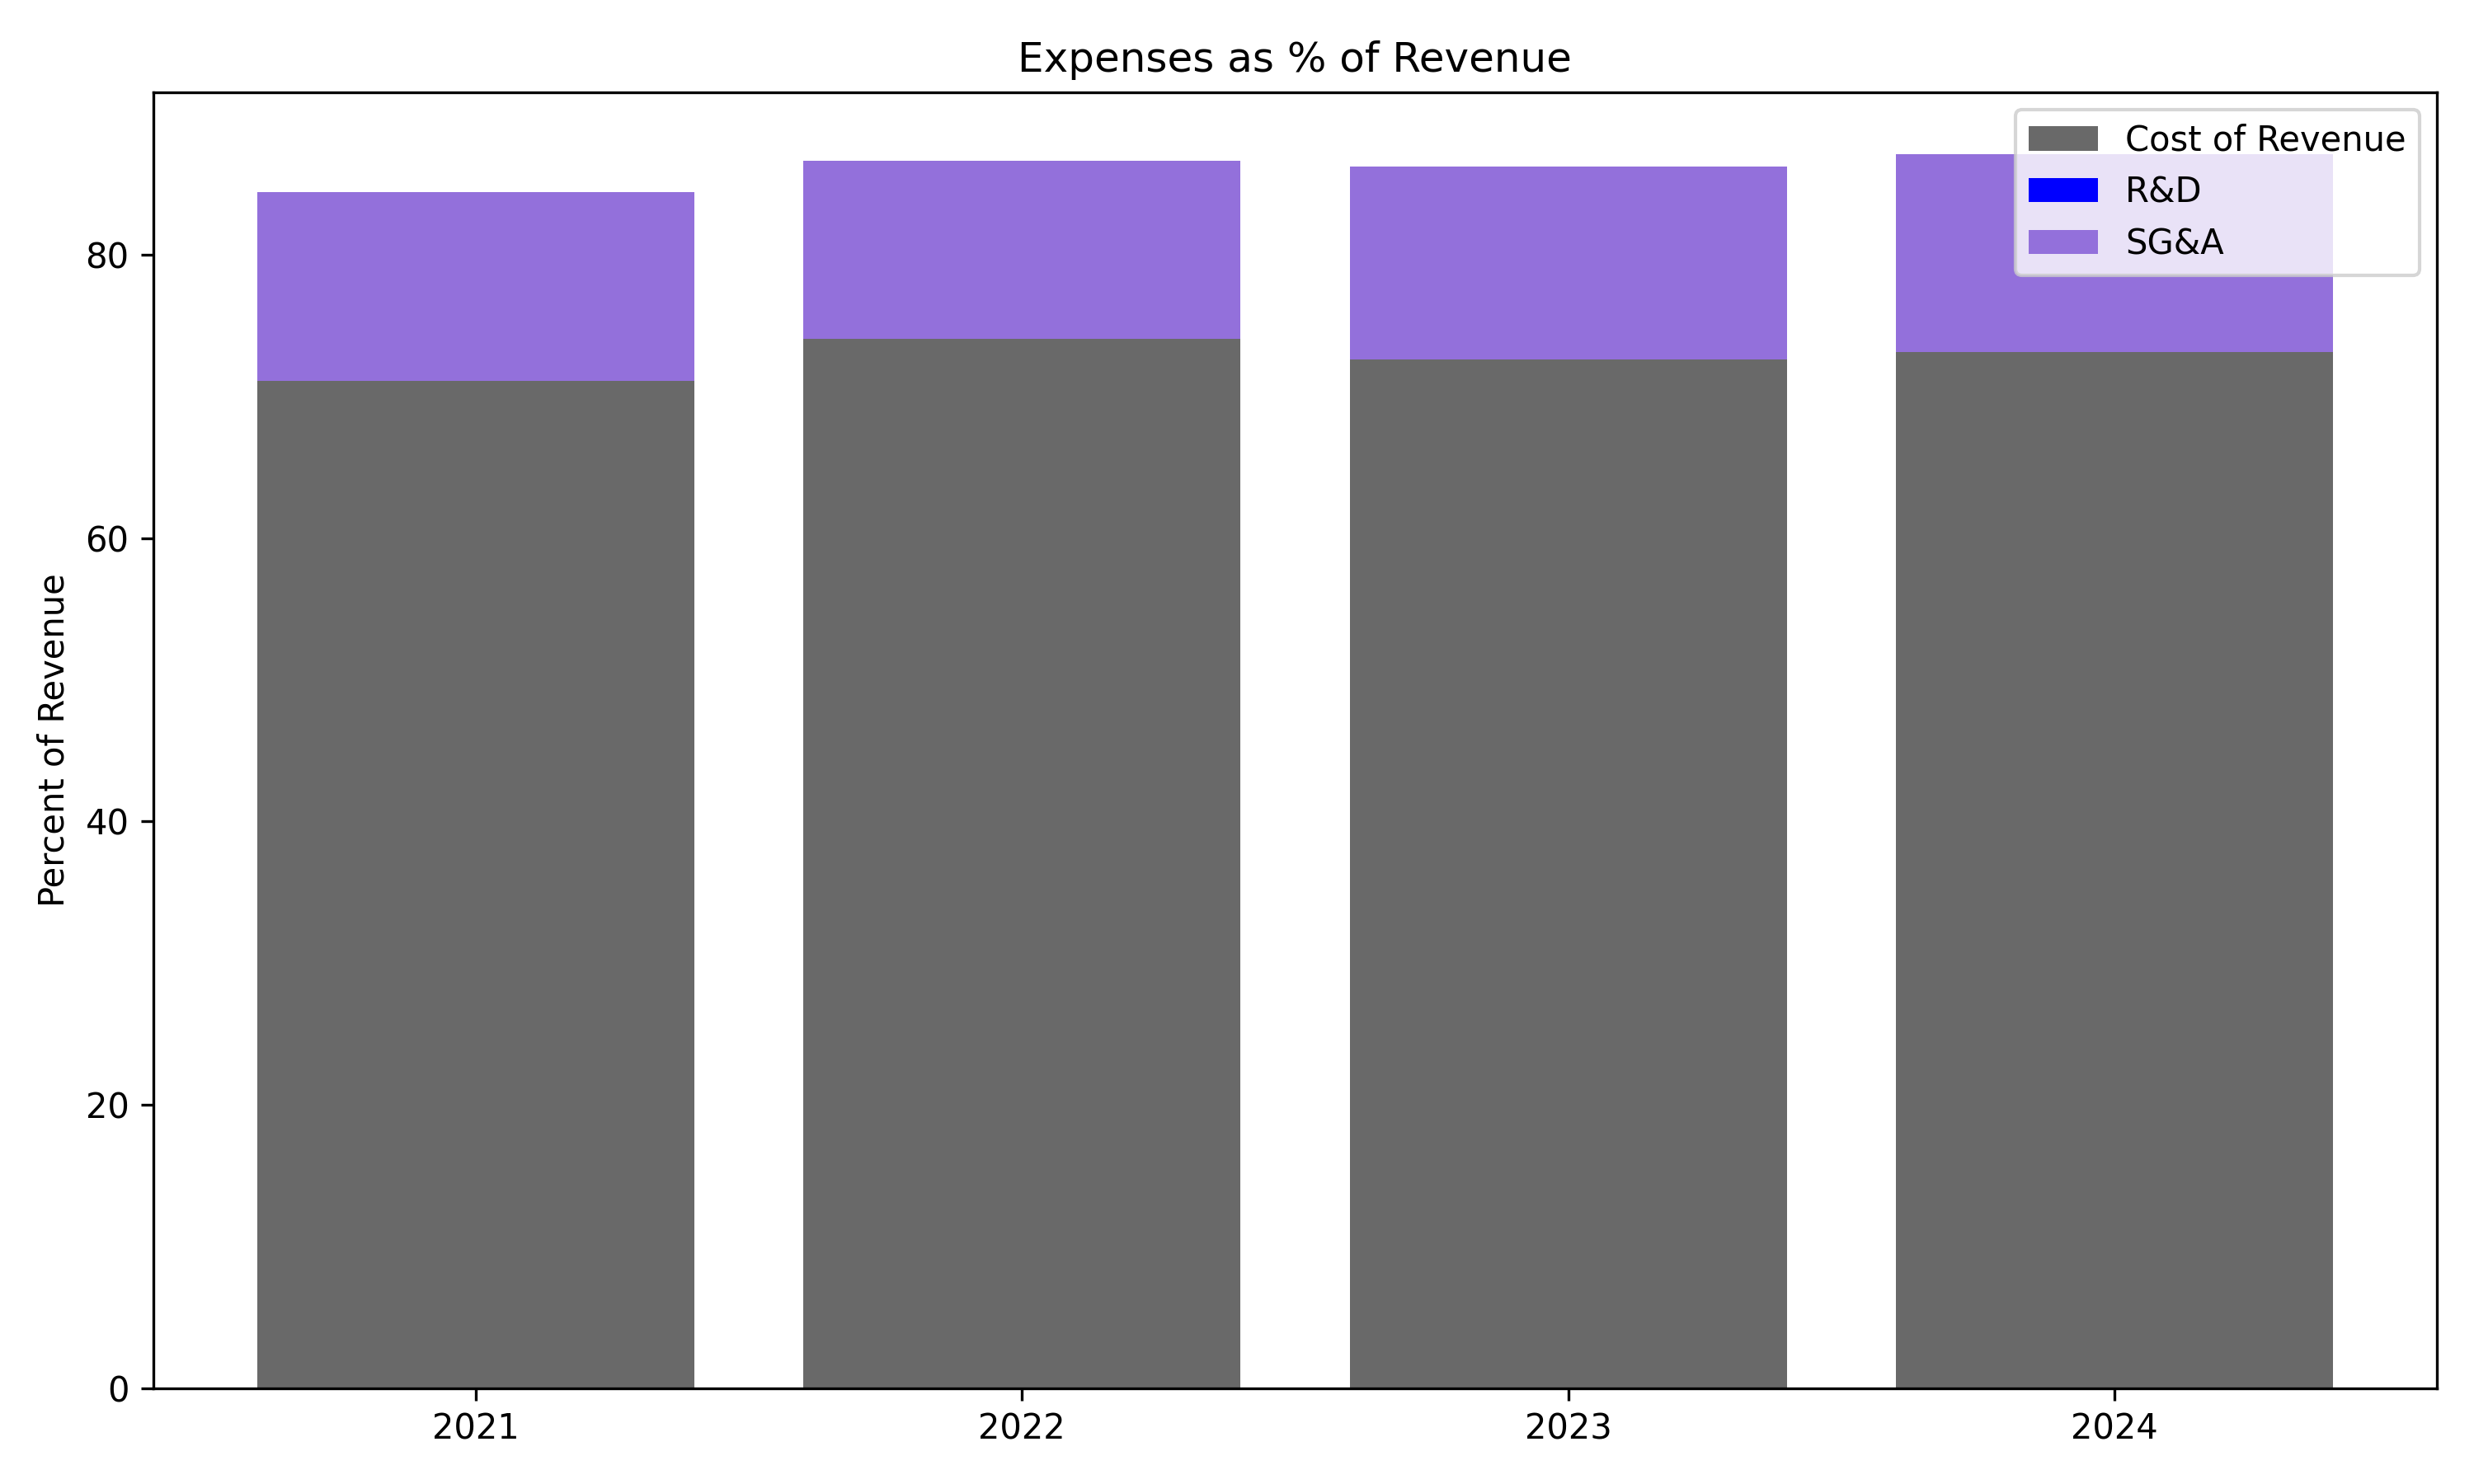 Expenses as % of Revenue
Cost of Revenue
R&D
SG&A
Percent of Revenue
80
60
40
20
0
2021
2022
2023
2024